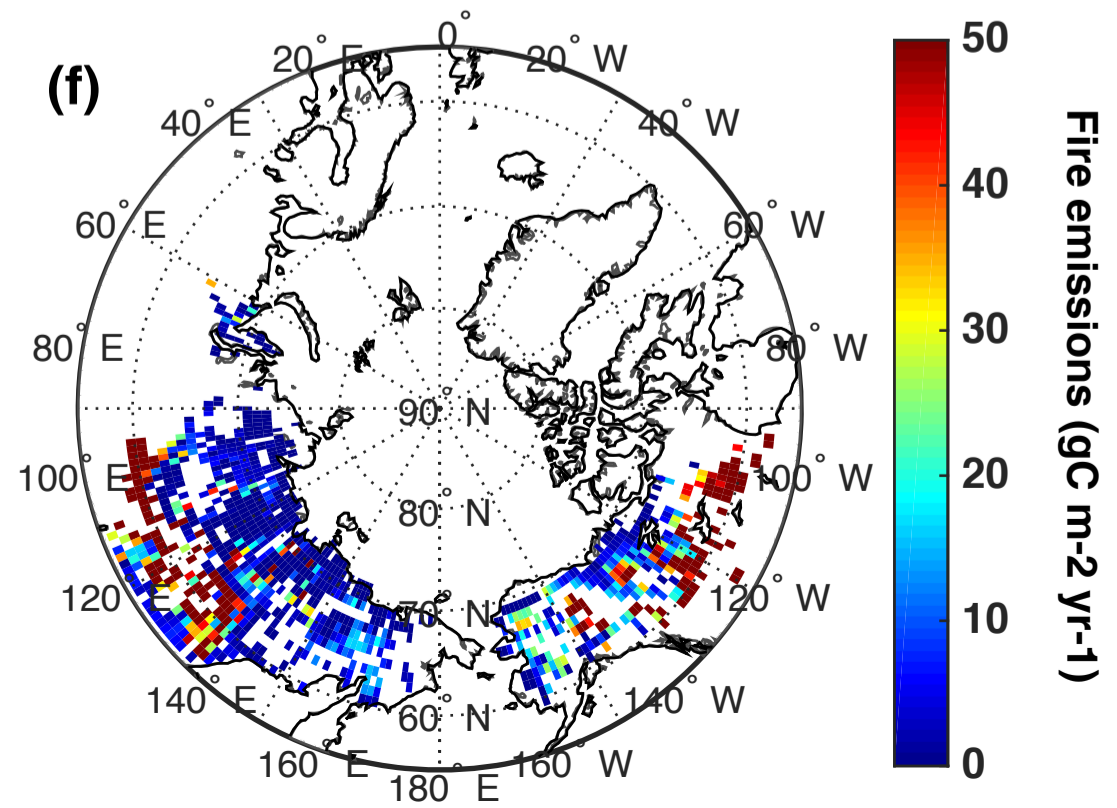 (f)
0°
20° E
20° W
40° E
40° W
60° E
60° W
80° E
80° W
90° N
100° E
100° W
80° N
120° E
120° W
70° N
140° E
140° W
60° N
160° E
160° W
180° E
50
40
30
20
10
0
Fire emissions (gC m-2 yr-1)